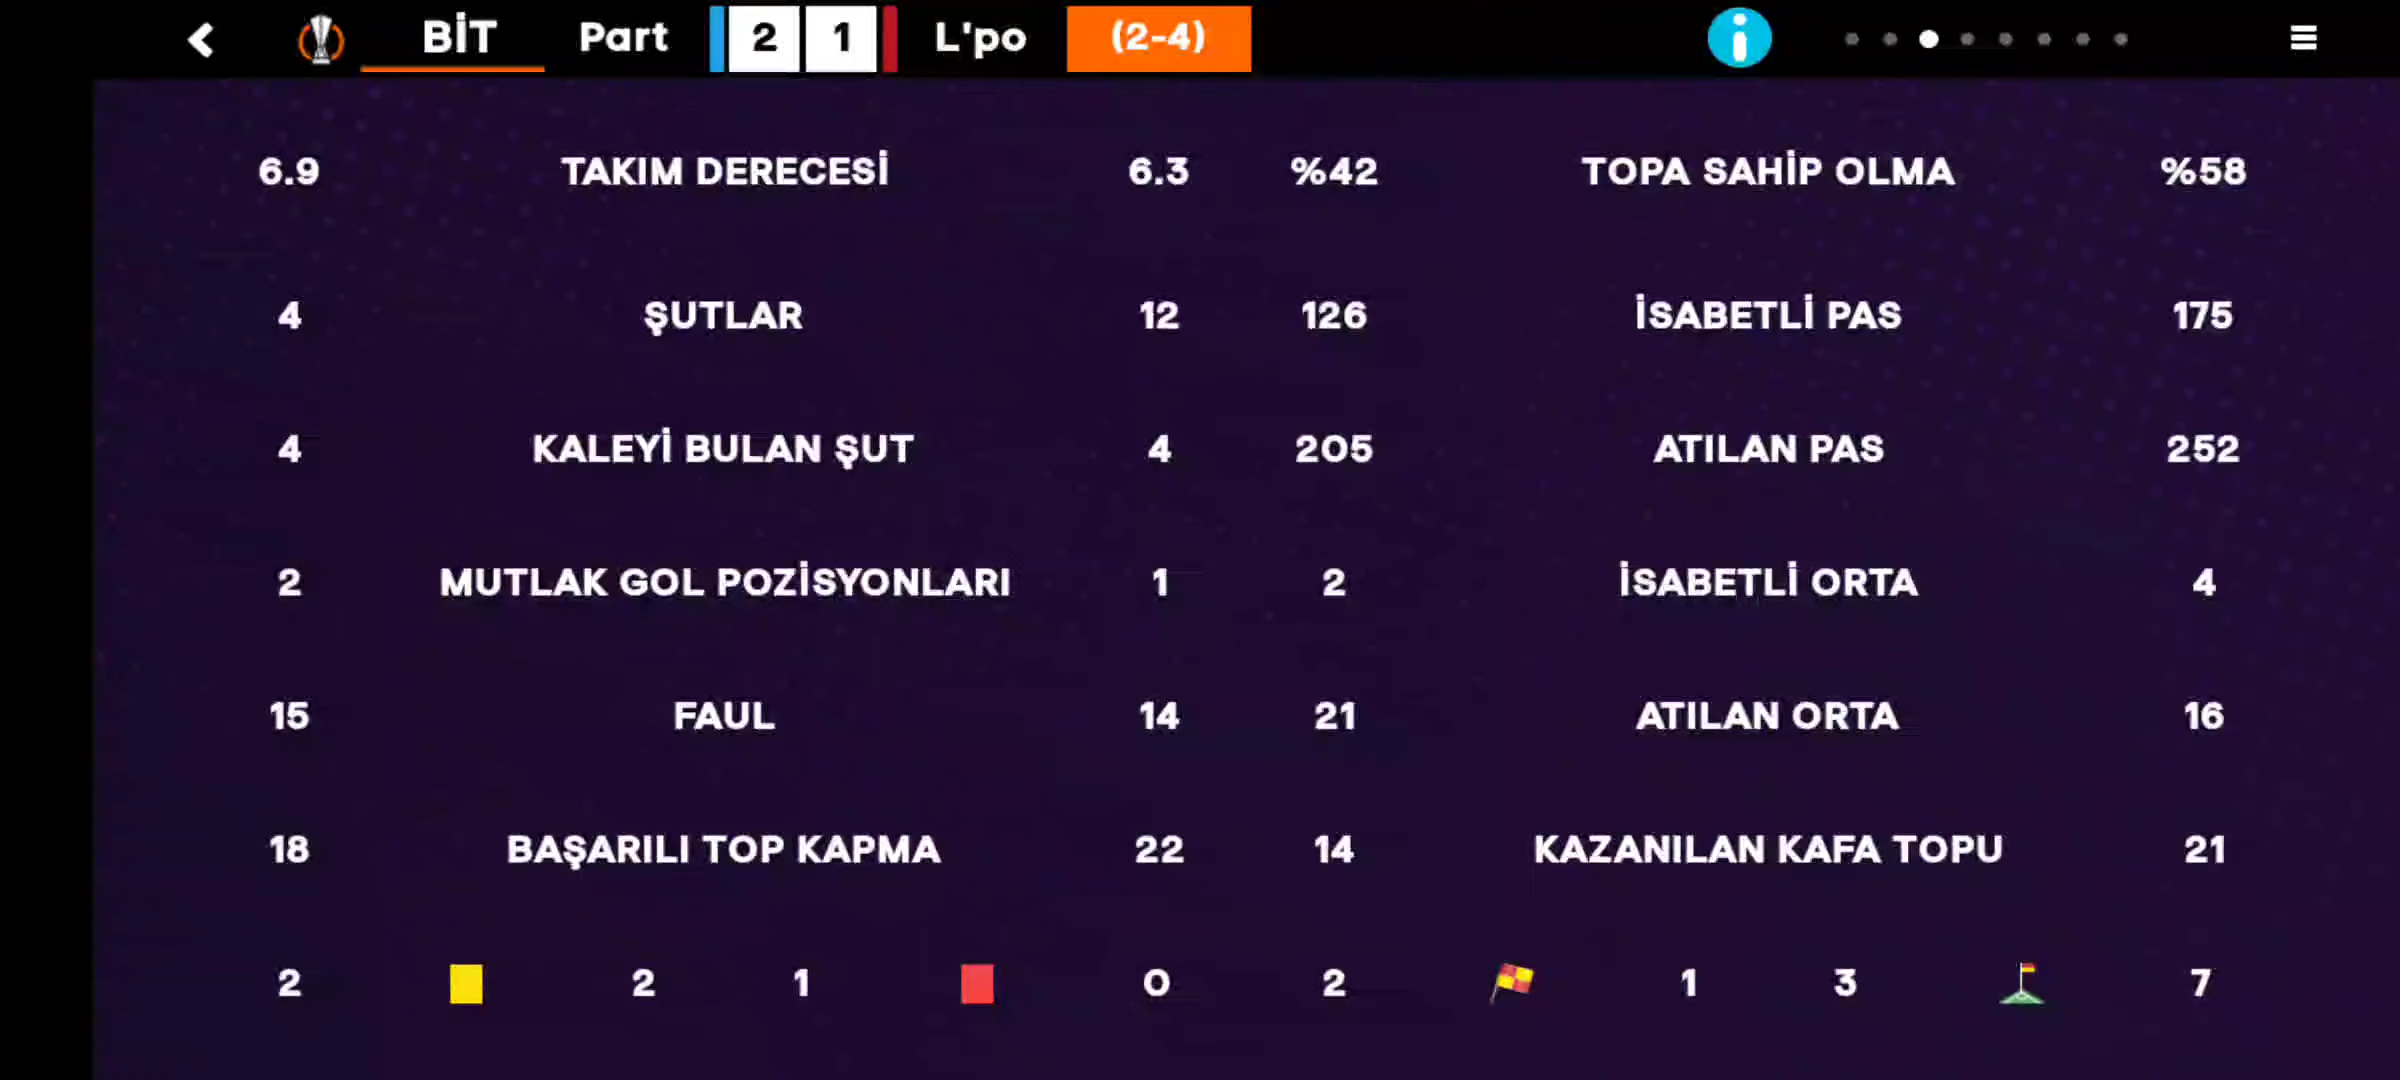 BİT Part 2 1 L'po (2-4)
6.9 TAKIM DERECESİ 6.3 %42 TOPA SAHİP OLMA %58
4 ŞUTLAR 12 126 İSABETLİ PAS 175
4 KALEYİ BULAN ŞUT 4 205 ATILAN PAS 252
2 MUTLAK GOL POZİSYONLARI 1 2 İSABETLİ ORTA 4
15 FAUL 14 21 ATILAN ORTA 16
18 BAŞARILI TOP KAPMA 22 14 KAZANILAN KAFA TOPU 21
2 2 1 0 2 1 3 7